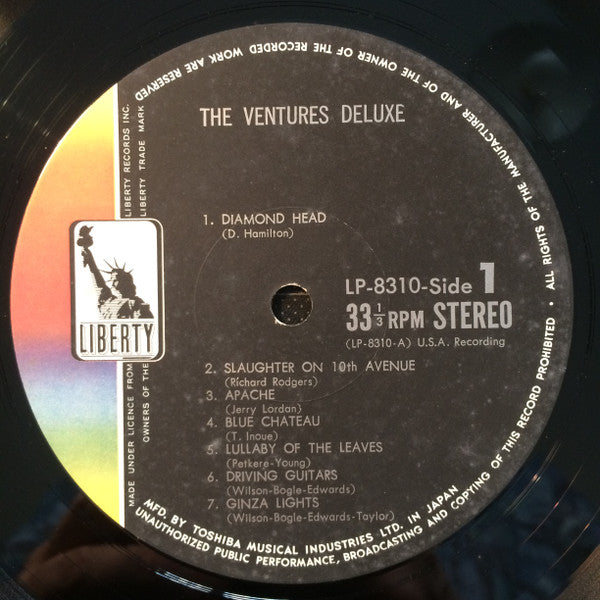 THE VENTURES DELUXE
1. DIAMOND HEAD
(D. Hamilton)
LP-8310-Side 1
33 1/3 RPM STEREO
(LP-8310-A) U.S.A. Recording
LIBERTY
2. SLAUGHTER ON 10th AVENUE
(Richard Rodgers)
3. APACHE
(Jerry Lordan)
4. BLUE CHATEAU
(T. Inoue)
5. LULLABY OF THE LEAVES
(Petkere-Young)
6. DRIVING GUITARS
(Wilson-Bogle-Edwards)
7. GINZA LIGHTS
(Wilson-Bogle-Edwards-Taylor)
MFD. BY TOSHIBA MUSICAL INDUSTRIES LTD. IN JAPAN
ALL RIGHTS OF THE MANUFACTURER AND OF THE OWNER OF THE RECORDED WORK ARE RESERVED
UNAUTHORIZED PUBLIC PERFORMANCE, BROADCASTING AND COPYING OF THIS RECORD PROHIBITED •
MADE UNDER LICENCE FROM LIBERTY RECORDS INC.
OWNERS OF THE LIBERTY TRADE MARK